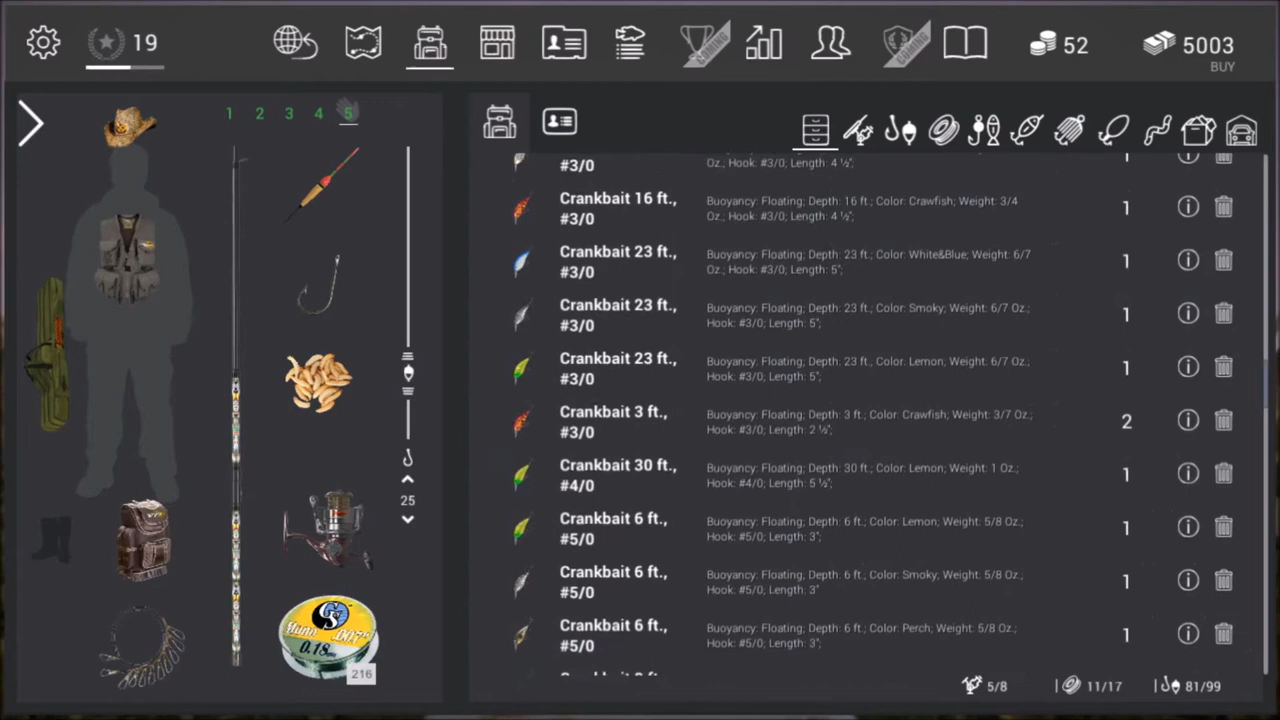 19
COMING
COMING
52
5003
BUY
1 2 3 4 5
#3/0
Oz.; Hook: #3/0; Length: 4 ½";
1
Crankbait 16 ft., #3/0
Buoyancy: Floating; Depth: 16 ft.; Color: Crawfish; Weight: 3/4
Oz.; Hook: #3/0; Length: 4 ½";
1
Crankbait 23 ft., #3/0
Buoyancy: Floating; Depth: 23 ft.; Color: White&Blue; Weight: 6/7
Oz.; Hook: #3/0; Length: 5";
1
Crankbait 23 ft., #3/0
Buoyancy: Floating; Depth: 23 ft.; Color: Smoky; Weight: 6/7 Oz.;
Hook: #3/0; Length: 5";
1
Crankbait 23 ft., #3/0
Buoyancy: Floating; Depth: 23 ft.; Color: Lemon; Weight: 6/7 Oz.;
Hook: #3/0; Length: 5";
1
Crankbait 3 ft., #3/0
Buoyancy: Floating; Depth: 3 ft.; Color: Crawfish; Weight: 3/7 Oz.;
Hook: #3/0; Length: 2 ½";
2
Crankbait 30 ft., #4/0
Buoyancy: Floating; Depth: 30 ft.; Color: Lemon; Weight: 1 Oz.;
Hook: #4/0; Length: 5 ½";
1
Crankbait 6 ft., #5/0
Buoyancy: Floating; Depth: 6 ft.; Color: Lemon; Weight: 5/8 Oz.;
Hook: #5/0; Length: 3";
1
Crankbait 6 ft., #5/0
Buoyancy: Floating; Depth: 6 ft.; Color: Smoky; Weight: 5/8 Oz.;
Hook: #5/0; Length: 3"
1
Crankbait 6 ft., #5/0
Buoyancy: Floating; Depth: 6 ft.; Color: Perch; Weight: 5/8 Oz.;
Hook: #5/0; Length: 3";
1
25
GS
Mono .007"
0.18mm
216
5/8
11/17
81/99